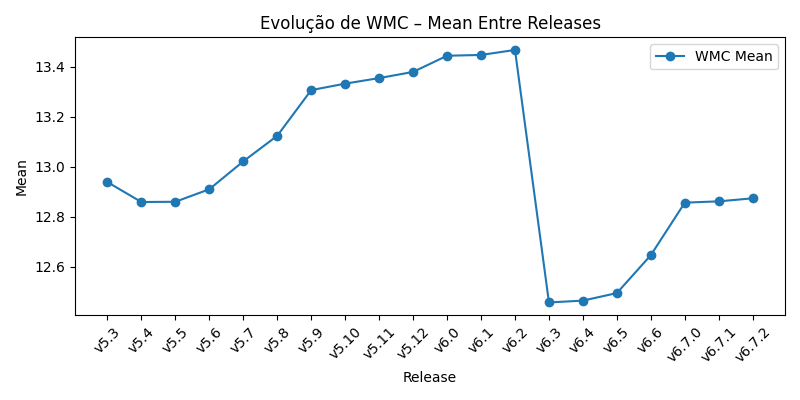 Evolução de WMC – Mean Entre Releases
WMC Mean
Mean
13.4
13.2
13.0
12.8
12.6
v5.3
v5.4
v5.5
v5.6
v5.7
v5.8
v5.9
v5.10
v5.11
v5.12
v6.0
v6.1
v6.2
v6.3
v6.4
v6.5
v6.6
v6.7.0
v6.7.1
v6.7.2
Release